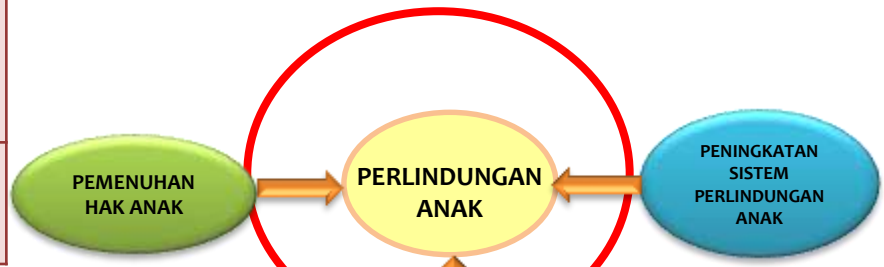 PEMENUHAN
HAK ANAK
PERLINDUNGAN
ANAK
PENINGKATAN
SISTEM
PERLINDUNGAN
ANAK